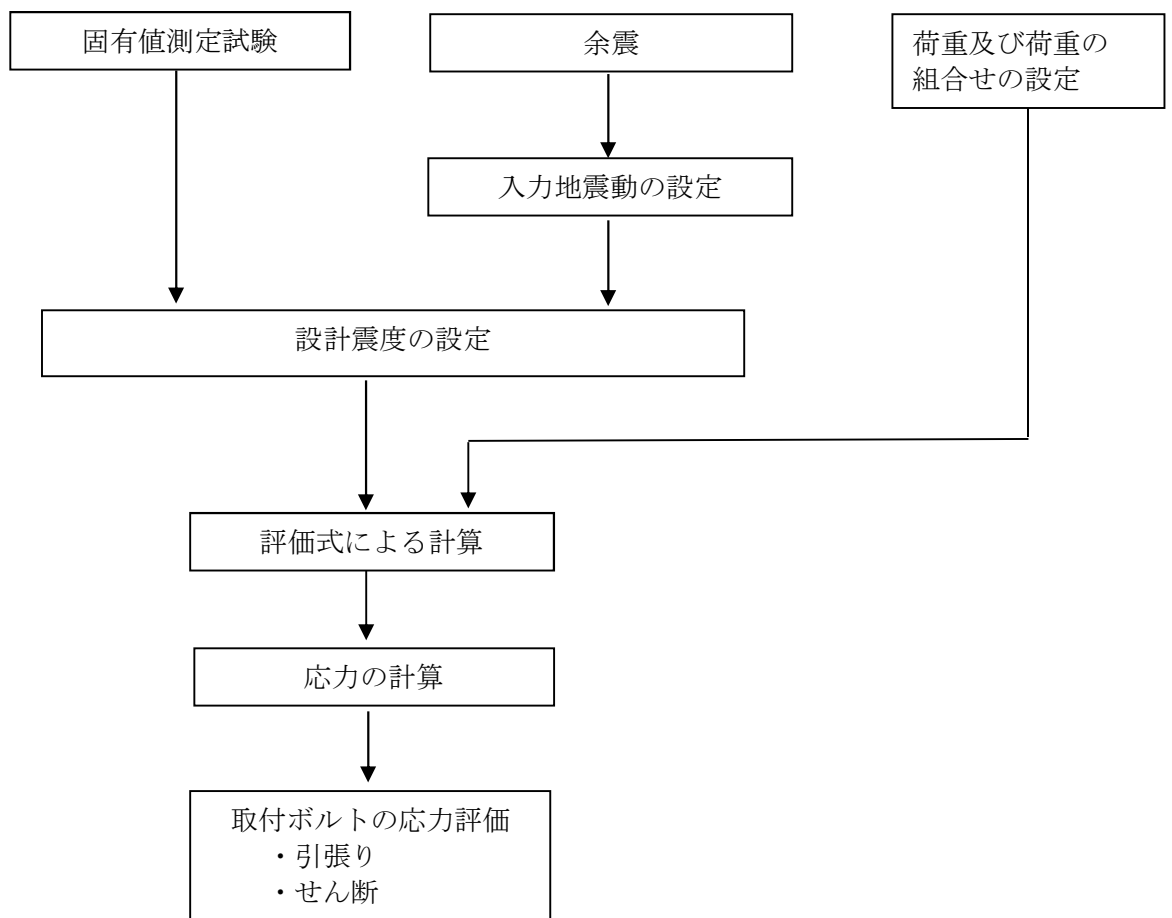 固有値測定試験
余震
荷重及び荷重の
組合せの設定
入力地震動の設定
設計震度の設定
評価式による計算
応力の計算
取付ボルトの応力評価
・引張り
・せん断